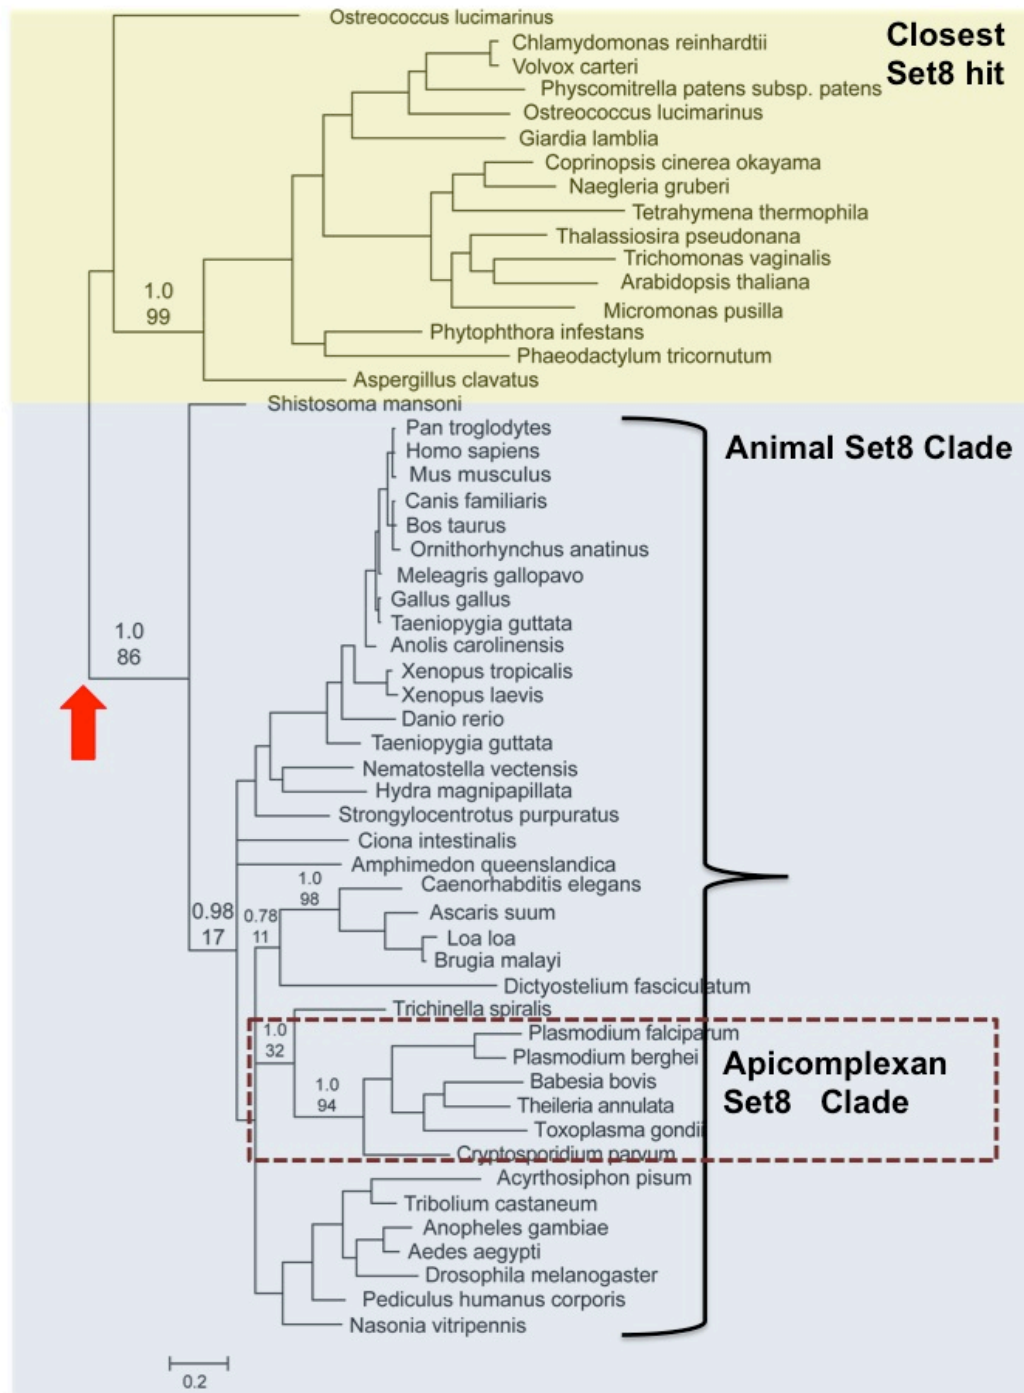 Ostreococcus lucimarinus
Closest
Set8 hit
Chlamydomonas reinhardtii
Volvox carteri
Physcomitrella patens subsp. patens
Ostreococcus lucimarinus
Giardia lamblia
Coprinopsis cinerea okayama
Naegleria gruberi
Tetrahymena thermophila
Thalassiosira pseudonana
Trichomonas vaginalis
Arabidopsis thaliana
1.0
99
Micromonas pusilla
Phytophthora infestans
Phaeodactylum tricornutum
Aspergillus clavatus
Shistosoma mansoni
Animal Set8 Clade
Pan troglodytes
Homo sapiens
Mus musculus
Canis familiaris
Bos taurus
Ornithorhynchus anatinus
Meleagris gallopavo
Gallus gallus
Taeniopygia guttata
Anolis carolinensis
1.0
86
Xenopus tropicalis
Xenopus laevis
Danio rerio
Taeniopygia guttata
Nematostella vectensis
Hydra magnipapillata
Strongylocentrotus purpuratus
Ciona intestinalis
Amphimedon queenslandica
1.0
98
Caenorhabditis elegans
0.98
17
0.78
11
Ascaris suum
Loa loa
Brugia malayi
Dictyostelium fasciculatum
Trichinella spiralis
1.0
32
Plasmodium falciparum
Plasmodium berghei
Apicomplexan
Set8 Clade
1.0
94
Babesia bovis
Theileria annulata
Toxoplasma gondii
Cryptosporidium parvum
Acyrthosiphon pisum
Tribolium castaneum
Anopheles gambiae
Aedes aegypti
Drosophila melanogaster
Pediculus humanus corporis
Nasonia vitripennis
0.2